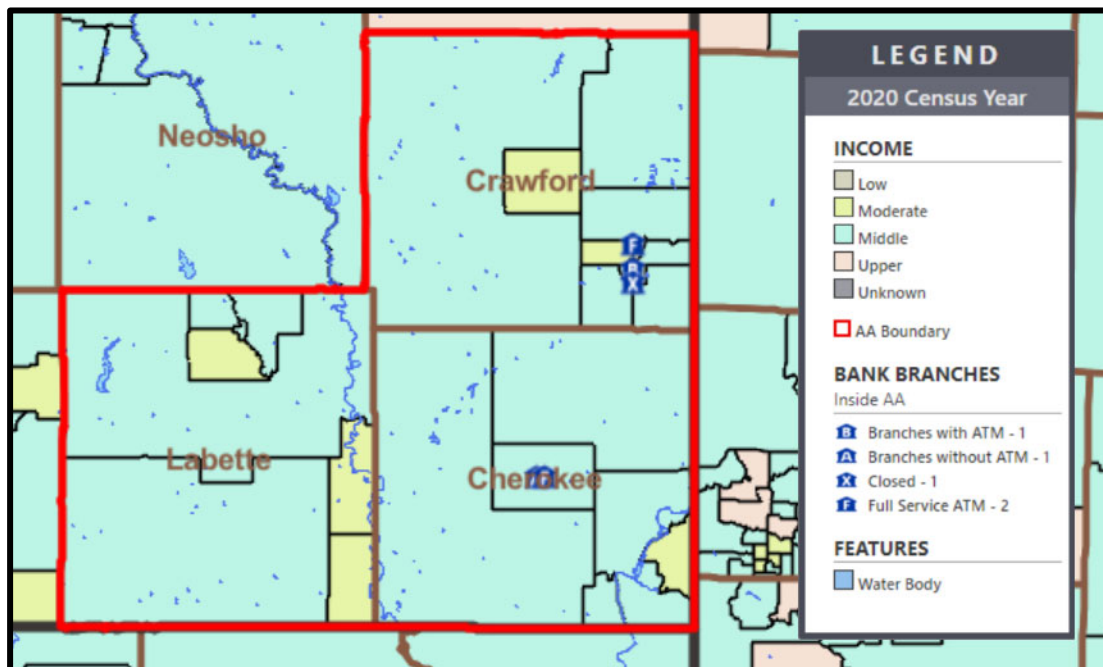 Neosho
Crawford
Labette
Cherokee
LEGEND
2020 Census Year
INCOME
Low
Moderate
Middle
Upper
Unknown
AA Boundary
BANK BRANCHES
Inside AA
B Branches with ATM - 1
A Branches without ATM - 1
X Closed - 1
F Full Service ATM - 2
FEATURES
Water Body
F
B
X